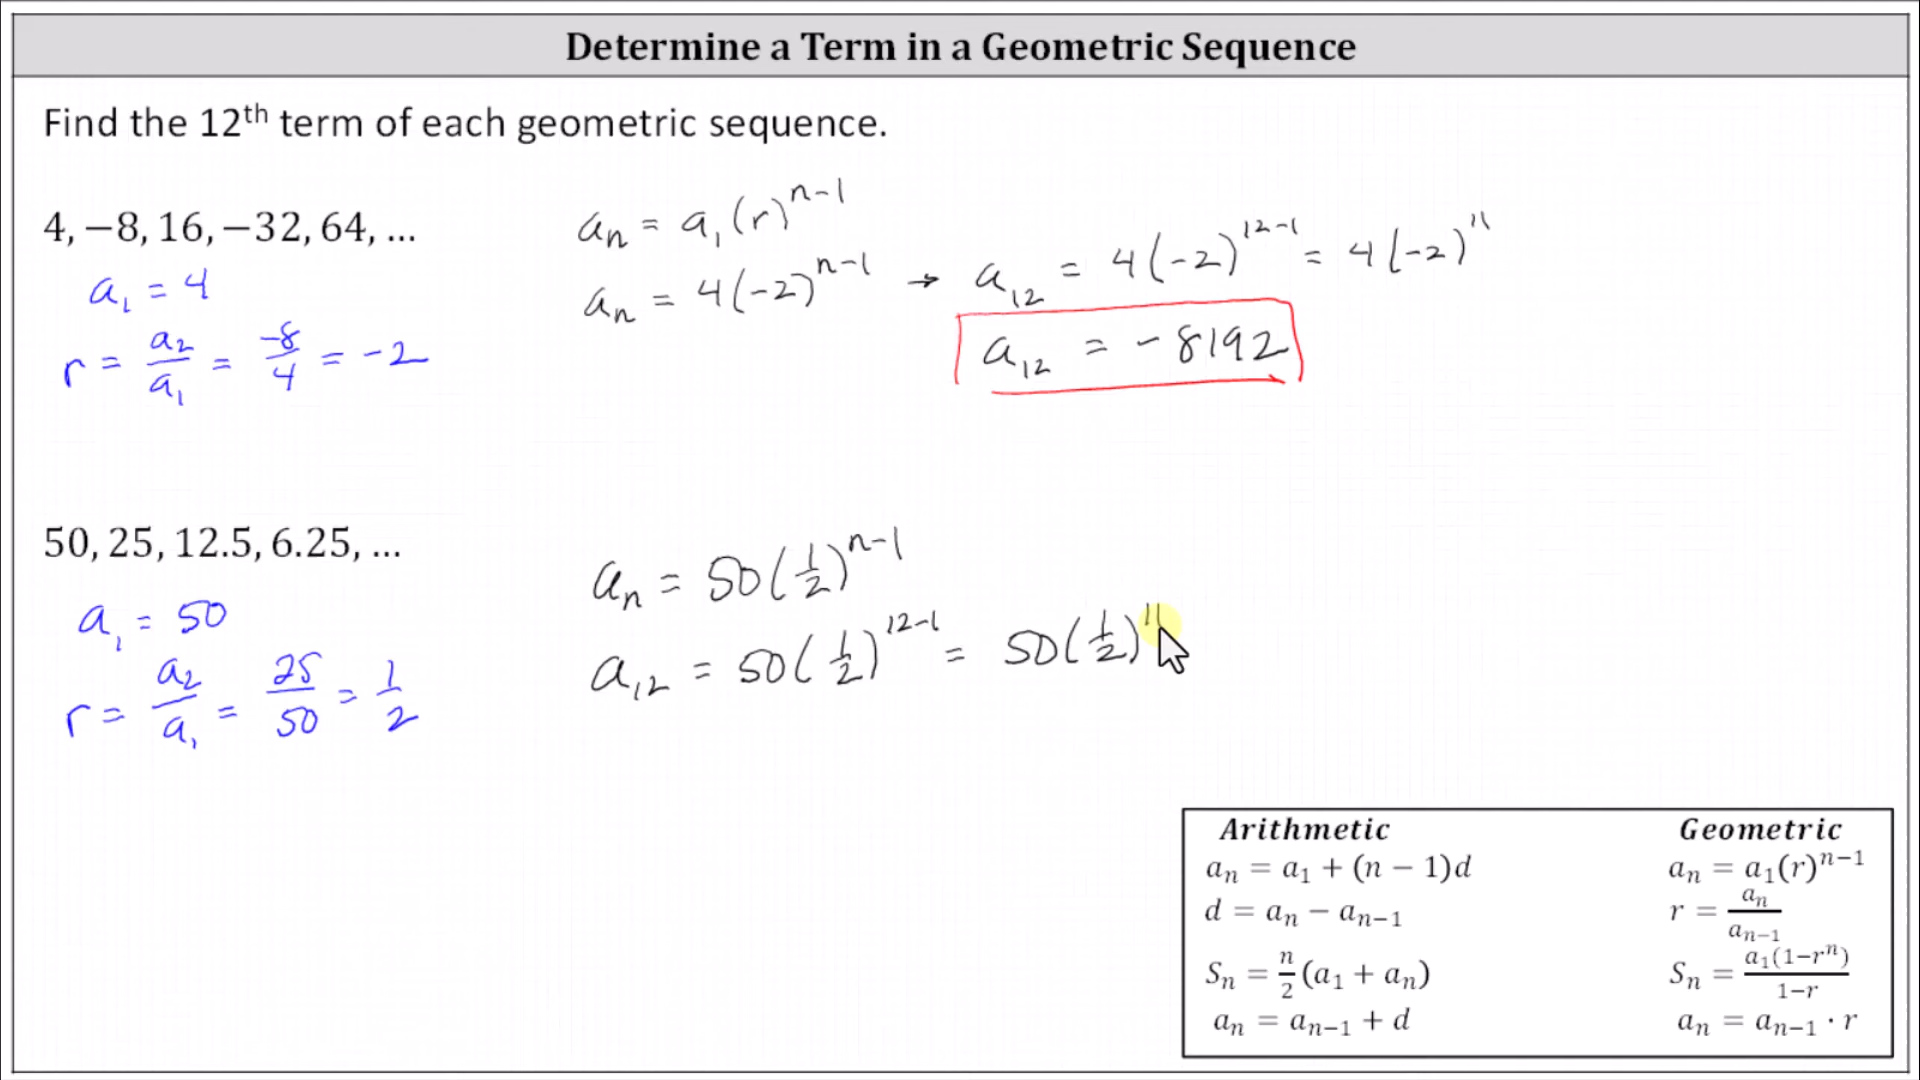 Determine a Term in a Geometric Sequence
Find the 12th term of each geometric sequence.
4, −8, 16, −32, 64, ...
a₁ = 4
r = a₂/a₁ = -8/4 = -2
aₙ = a₁(r)ⁿ⁻¹
aₙ = 4(-2)ⁿ⁻¹ → a₁₂ = 4(-2)¹²⁻¹ = 4(-2)¹¹
a₁₂ = -8192
50, 25, 12.5, 6.25, ...
a₁ = 50
r = a₂/a₁ = 25/50 = 1/2
aₙ = 50(1/2)ⁿ⁻¹
a₁₂ = 50(1/2)¹²⁻¹ = 50(1/2)¹¹
Arithmetic
aₙ = a₁ + (n − 1)d
d = aₙ − aₙ₋₁
Sₙ = n/2 (a₁ + aₙ)
aₙ = aₙ₋₁ + d
Geometric
aₙ = a₁(r)ⁿ⁻¹
r = aₙ/aₙ₋₁
Sₙ = a₁(1−rⁿ)/1−r
aₙ = aₙ₋₁ · r